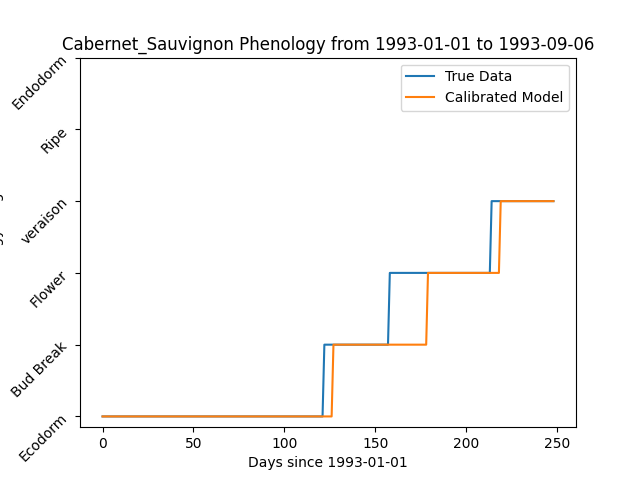 Cabernet_Sauvignon Phenology from 1993-01-01 to 1993-09-06
True Data
Calibrated Model
Endodorm
Ripe
veraison
Flower
Bud Break
Ecodorm
0 50 100 150 200 250
Days since 1993-01-01